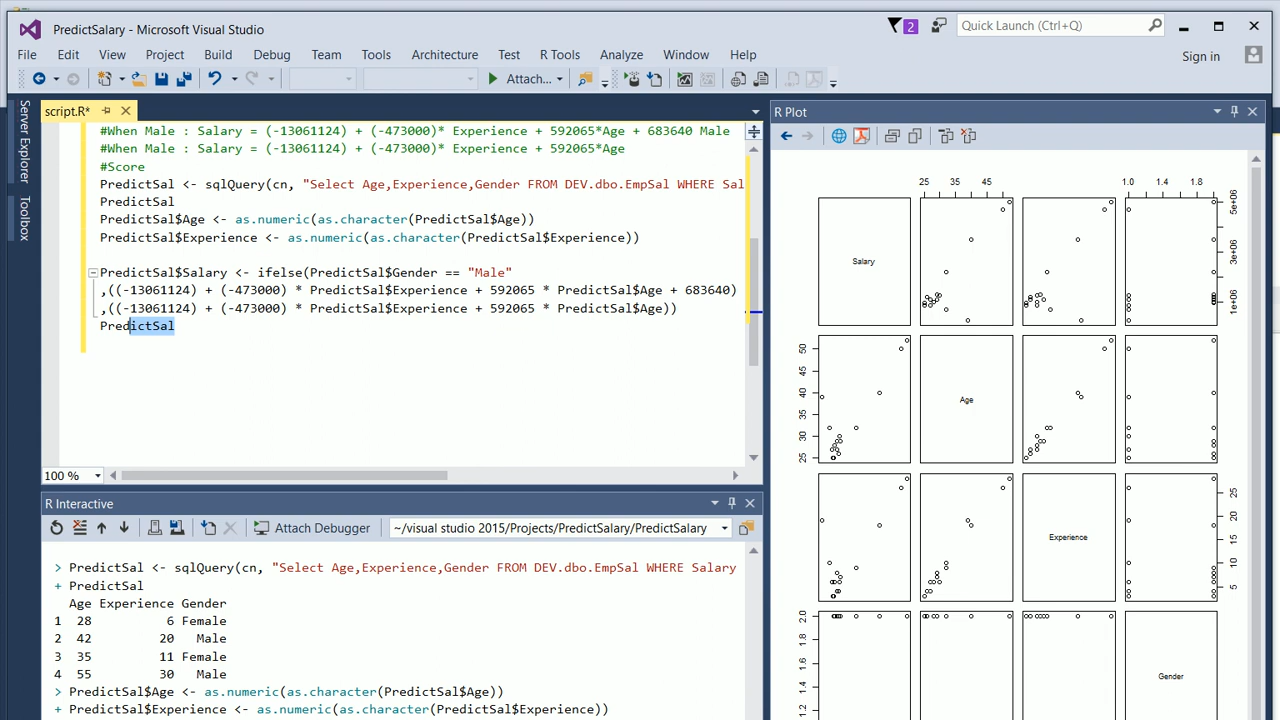 PredictSalary - Microsoft Visual Studio
2
Quick Launch (Ctrl+Q)
File Edit View Project Build Debug Team Tools Architecture Test R Tools Analyze Window Help
Sign in
Attach...
Server Explorer
Toolbox
script.R*
#When Male : Salary = (-13061124) + (-473000)* Experience + 592065*Age + 683640 Male
#When Male : Salary = (-13061124) + (-473000)* Experience + 592065*Age
#Score
PredictSal <- sqlQuery(cn, "Select Age,Experience,Gender FROM DEV.dbo.EmpSal WHERE Sal
PredictSal
PredictSal$Age <- as.numeric(as.character(PredictSal$Age))
PredictSal$Experience <- as.numeric(as.character(PredictSal$Experience))
PredictSal$Salary <- ifelse(PredictSal$Gender == "Male"
,((-13061124) + (-473000) * PredictSal$Experience + 592065 * PredictSal$Age + 683640)
,((-13061124) + (-473000) * PredictSal$Experience + 592065 * PredictSal$Age))
PredictSal
100 %
R Interactive
Attach Debugger
~/visual studio 2015/Projects/PredictSalary/PredictSalary
> PredictSal <- sqlQuery(cn, "Select Age,Experience,Gender FROM DEV.dbo.EmpSal WHERE Salary
+ PredictSal
Age Experience Gender
1 28 6 Female
2 42 20 Male
3 35 11 Female
4 55 30 Male
> PredictSal$Age <- as.numeric(as.character(PredictSal$Age))
+ PredictSal$Experience <- as.numeric(as.character(PredictSal$Experience))
R Plot
25 35 45
1.0 1.4 1.8
Salary
5e+06
3e+06
1e+06
50
45
40
35
30
25
Age
Experience
25
20
15
10
5
2.0
1.8
1.6
1.4
1.2
Gender